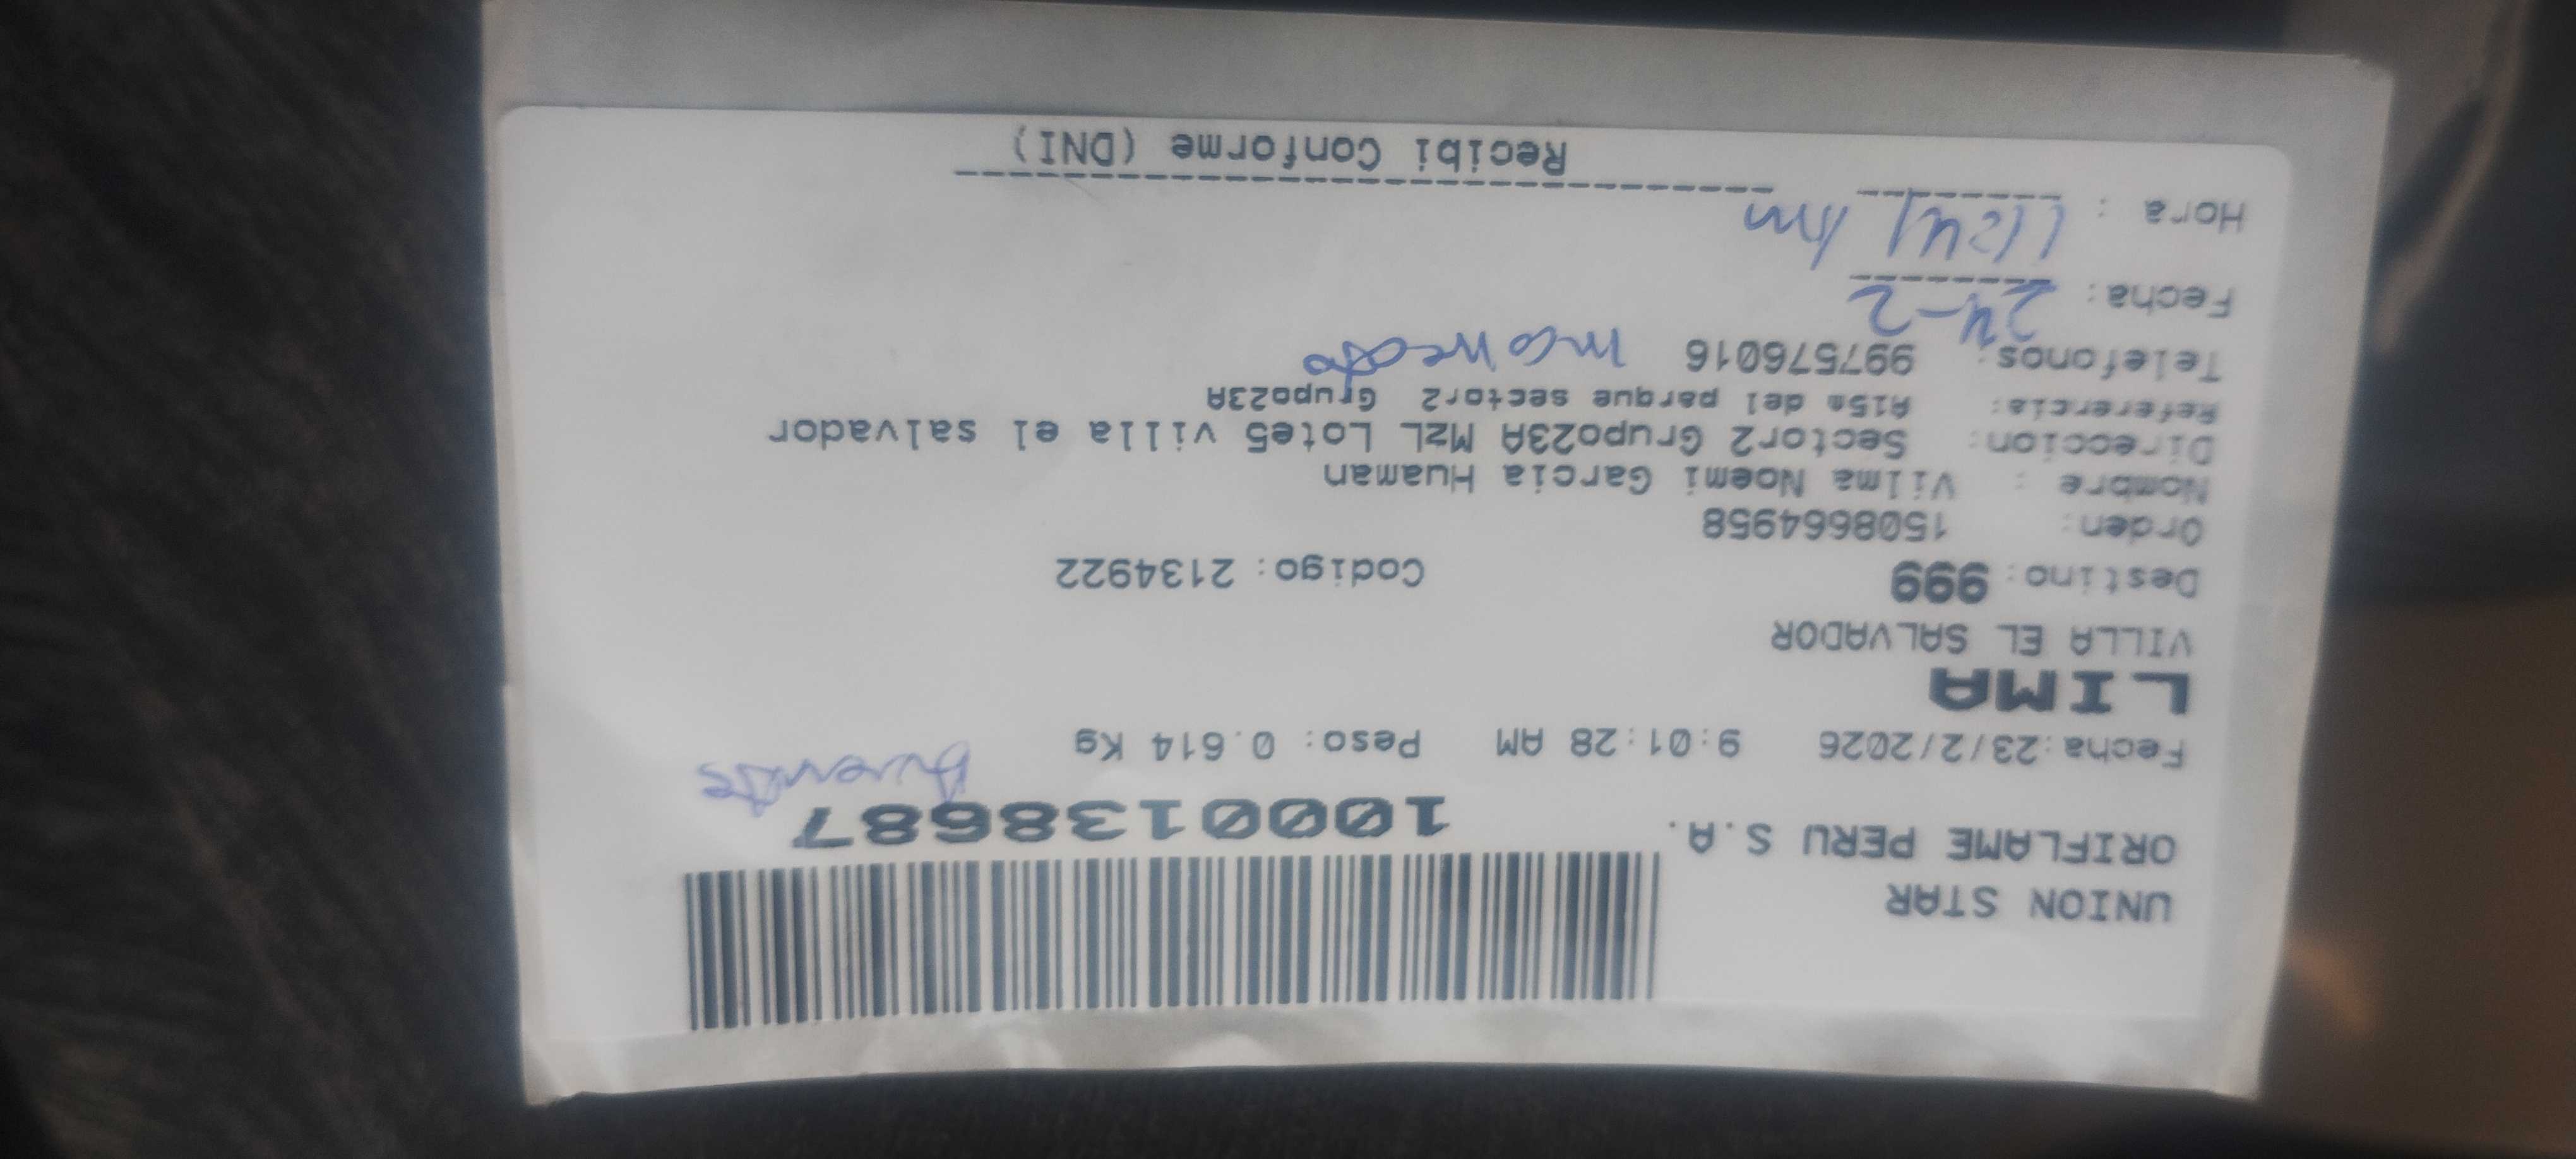 UNION STAR
ORIFLAME PERU S.A.
1000138687
Fecha:23/2/2026 9:01:28 AM Peso: 0.614 Kg
LIMA
VILLA EL SALVADOR
Destino: 999 Codigo: 2134922
Orden: 1508664958
Nombre : Vilma Noemi Garcia Huaman
Direccion: Sector2 Grupo23A MzL Lote5 villa el salvador
Referencia: A15m del parque sector2 Grupo23A
Telefonos: 997576016
Fecha: 24-2
Hora :
Recibi Conforme (DNI)